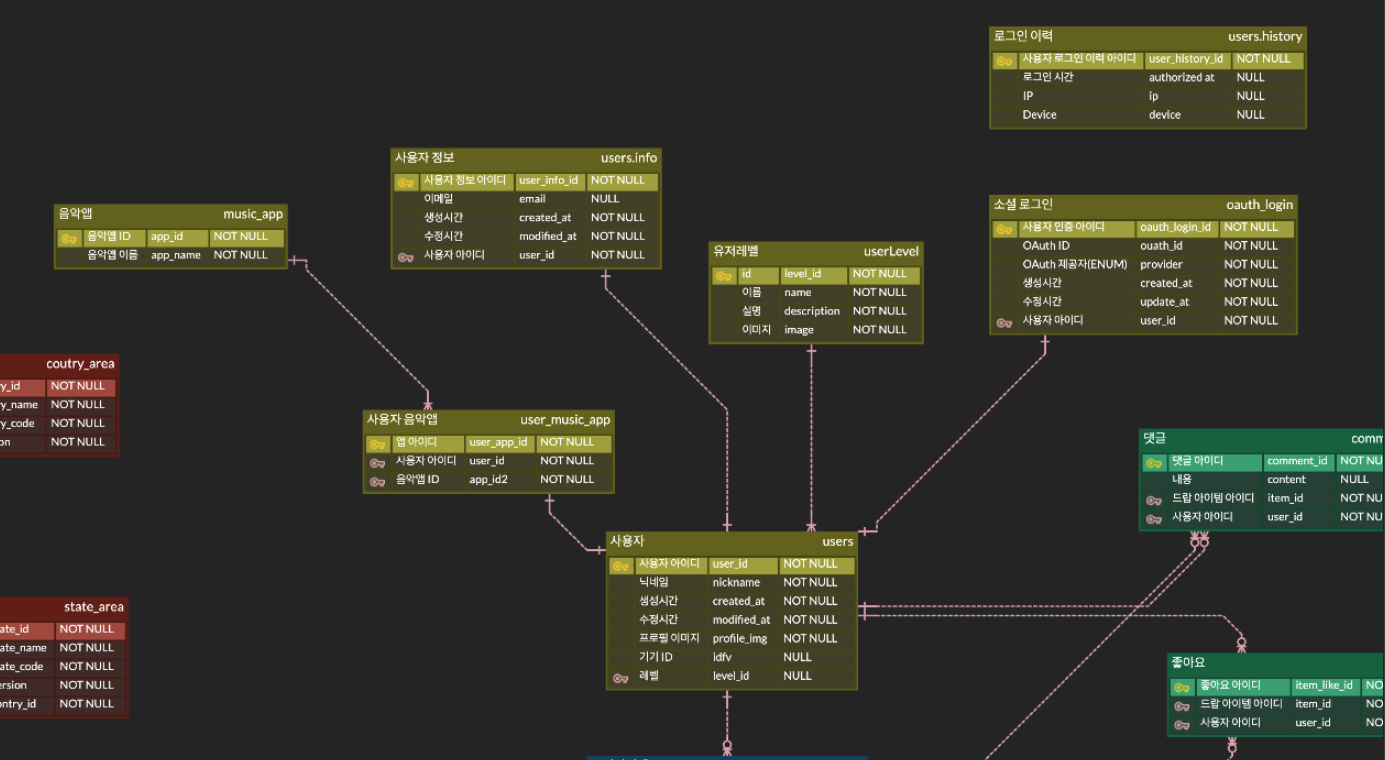 로그인 이력 users.history
사용자 로그인 이력 아이디 user_history_id NOT NULL
로그인 시간 authorized at NULL
IP ip NULL
Device device NULL
사용자 정보 users.info
사용자 정보 아이디 user_info_id NOT NULL
이메일 email NULL
생성시간 created_at NOT NULL
수정시간 modified_at NOT NULL
사용자 아이디 user_id NOT NULL
음악앱 music_app
음악앱 ID app_id NOT NULL
음악앱 이름 app_name NOT NULL
유저레벨 userLevel
id level_id NOT NULL
이름 name NOT NULL
실명 description NOT NULL
이미지 image NOT NULL
소셜 로그인 oauth_login
사용자 인증 아이디 oauth_login_id NOT NULL
OAuth ID ouath_id NOT NULL
OAuth 제공자(ENUM) provider NOT NULL
생성시간 created_at NOT NULL
수정시간 update_at NOT NULL
사용자 아이디 user_id NOT NULL
coutry_area
ry_id NOT NULL
ry_name NOT NULL
ry_code NOT NULL
on NOT NULL
사용자 음악앱 user_music_app
앱 아이디 user_app_id NOT NULL
사용자 아이디 user_id NOT NULL
음악앱 ID app_id2 NOT NULL
댓글 comm
댓글 아이디 comment_id NOT NU
내용 content NULL
드랍 아이템 아이디 item_id NOT NU
사용자 아이디 user_id NOT NU
사용자 users
사용자 아이디 user_id NOT NULL
닉네임 nickname NOT NULL
생성시간 created_at NOT NULL
수정시간 modified_at NOT NULL
프로필 이미지 profile_img NOT NULL
기기 ID idfv NULL
레벨 level_id NULL
state_area
ate_id NOT NULL
ate_name NOT NULL
ate_code NOT NULL
ersion NOT NULL
ontry_id NOT NULL
좋아요
좋아요 아이디 item_like_id NO
드랍 아이템 아이디 item_id NO
사용자 아이디 user_id NO